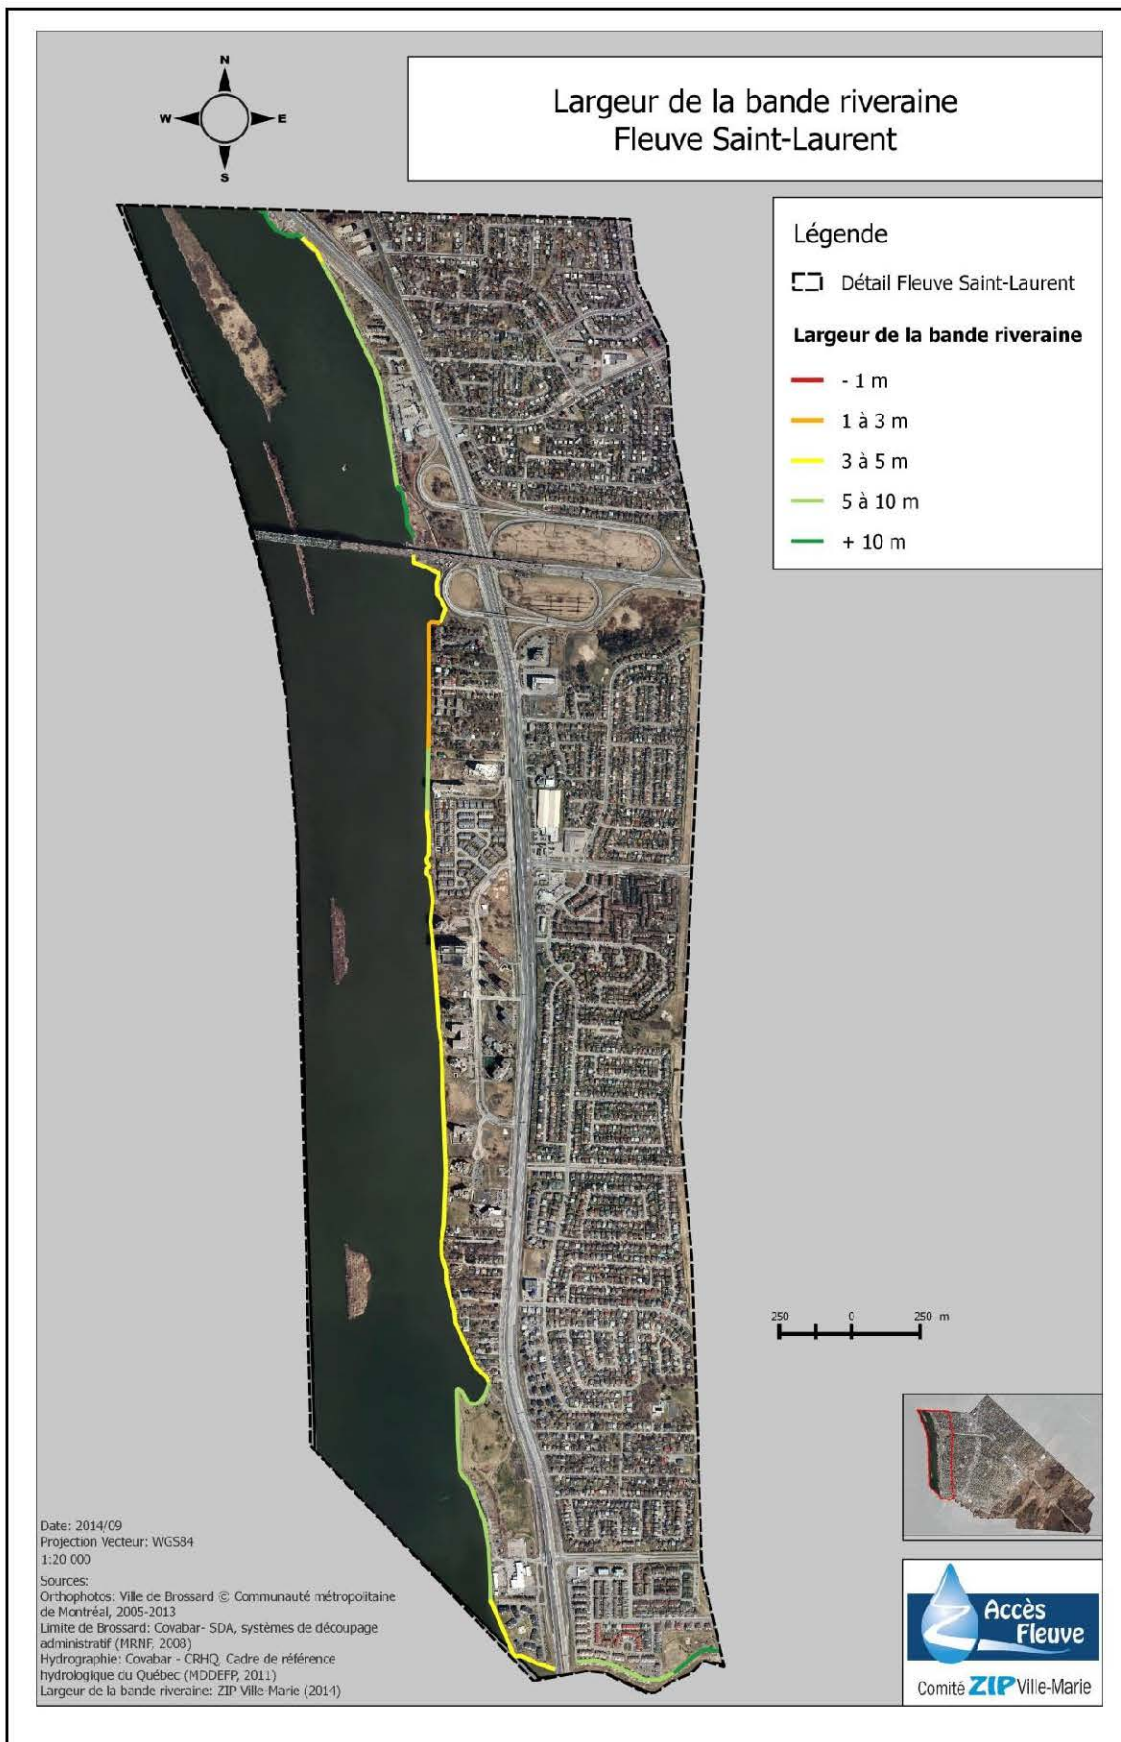 N
W E
S
Largeur de la bande riveraine
Fleuve Saint-Laurent
Légende
Détail Fleuve Saint-Laurent
Largeur de la bande riveraine
- 1 m
1 à 3 m
3 à 5 m
5 à 10 m
+ 10 m
250 0 250 m
Date: 2014/09
Projection Vecteur: WGS84
1:20 000
Sources:
Orthophotos: Ville de Brossard © Communauté métropolitaine
de Montréal, 2005-2013
Limite de Brossard: Covabar- SDA, systèmes de découpage
administratif (MRNF, 2008)
Hydrographie: Covabar - CRHQ, Cadre de référence
hydrologique du Québec (MDDEFP, 2011)
Largeur de la bande riveraine: ZIP Ville-Marie (2014)
Accès
Fleuve
Comité ZIP Ville-Marie